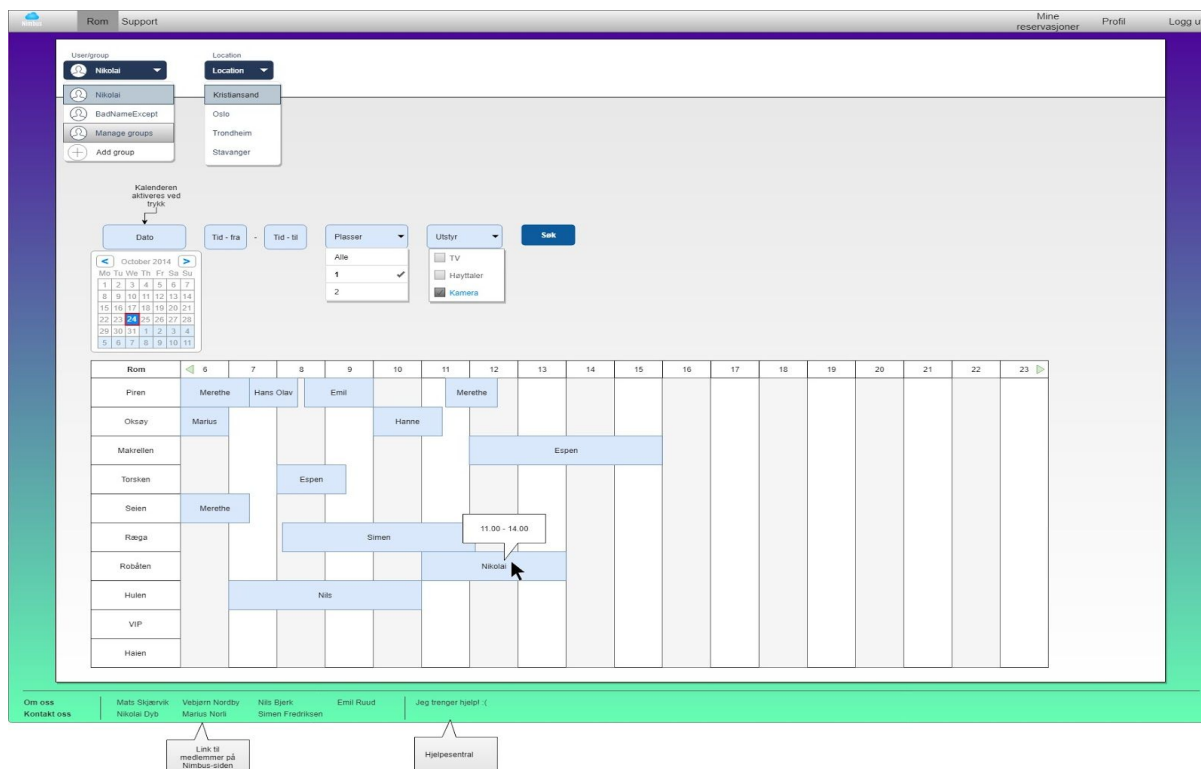 Nimbus
Rom Support Mine reservasjoner Profil Logg u
User/group Location
Nikolai Location
Nikolai Kristiansand
BadNameExcept Oslo
Manage groups Trondheim
Add group Stavanger
Kalenderen
aktiveres ved
trykk
Dato Tid - fra - Tid - til Plasser Utstyr Søk
< October 2014 > Alle TV
Mo Tu We Th Fr Sa Su 1 Høyttaler
1 2 3 4 5 6 7 2 Kamera
8 9 10 11 12 13 14
15 16 17 18 19 20 21
22 23 24 25 26 27 28
29 30 31 1 2 3 4
5 6 7 8 9 10 11
Rom 6 7 8 9 10 11 12 13 14 15 16 17 18 19 20 21 22 23
Piren Merethe Hans Olav Emil Merethe
Oksøy Marius Hanne
Makrellen Espen
Torsken Espen
Seien Merethe
11.00 - 14.00
Ræga Simen
Robåten Nikolai
Hulen Nils
VIP
Haien
Om oss Mats Skjærvik Vebjørn Nordby Nils Bjerk Emil Ruud Jeg trenger hjelp! :(
Kontakt oss Nikolai Dyb Marius Norli Simen Fredriksen
Link til
medlemmer på
Nimbus-siden
Hjelpesentral